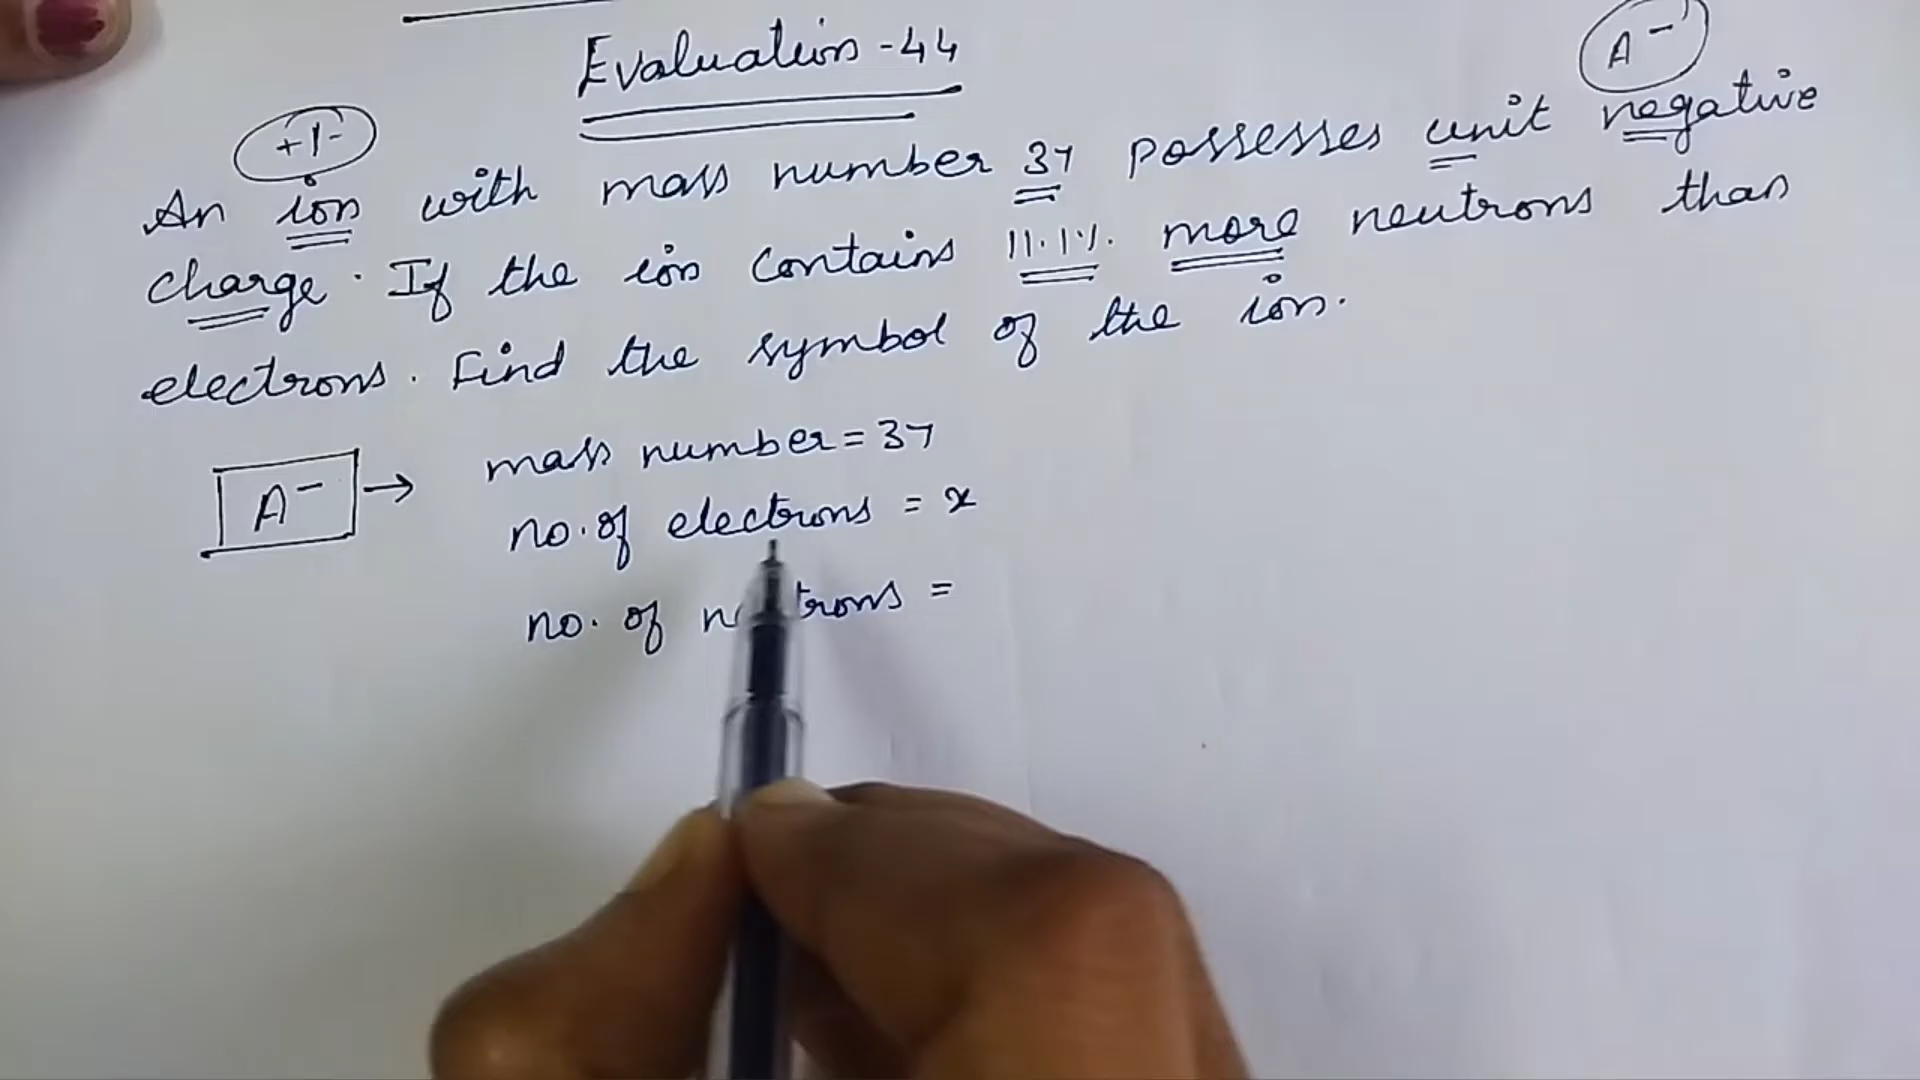 Evaluation - 44
A⁻
+/-
An ion with mass number 37 possesses unit negative
charge. If the ion contains 11.1%. more neutrons than
electrons. Find the symbol of the ion.
A⁻ → mass number = 37
no. of electrons = x
no. of trons =